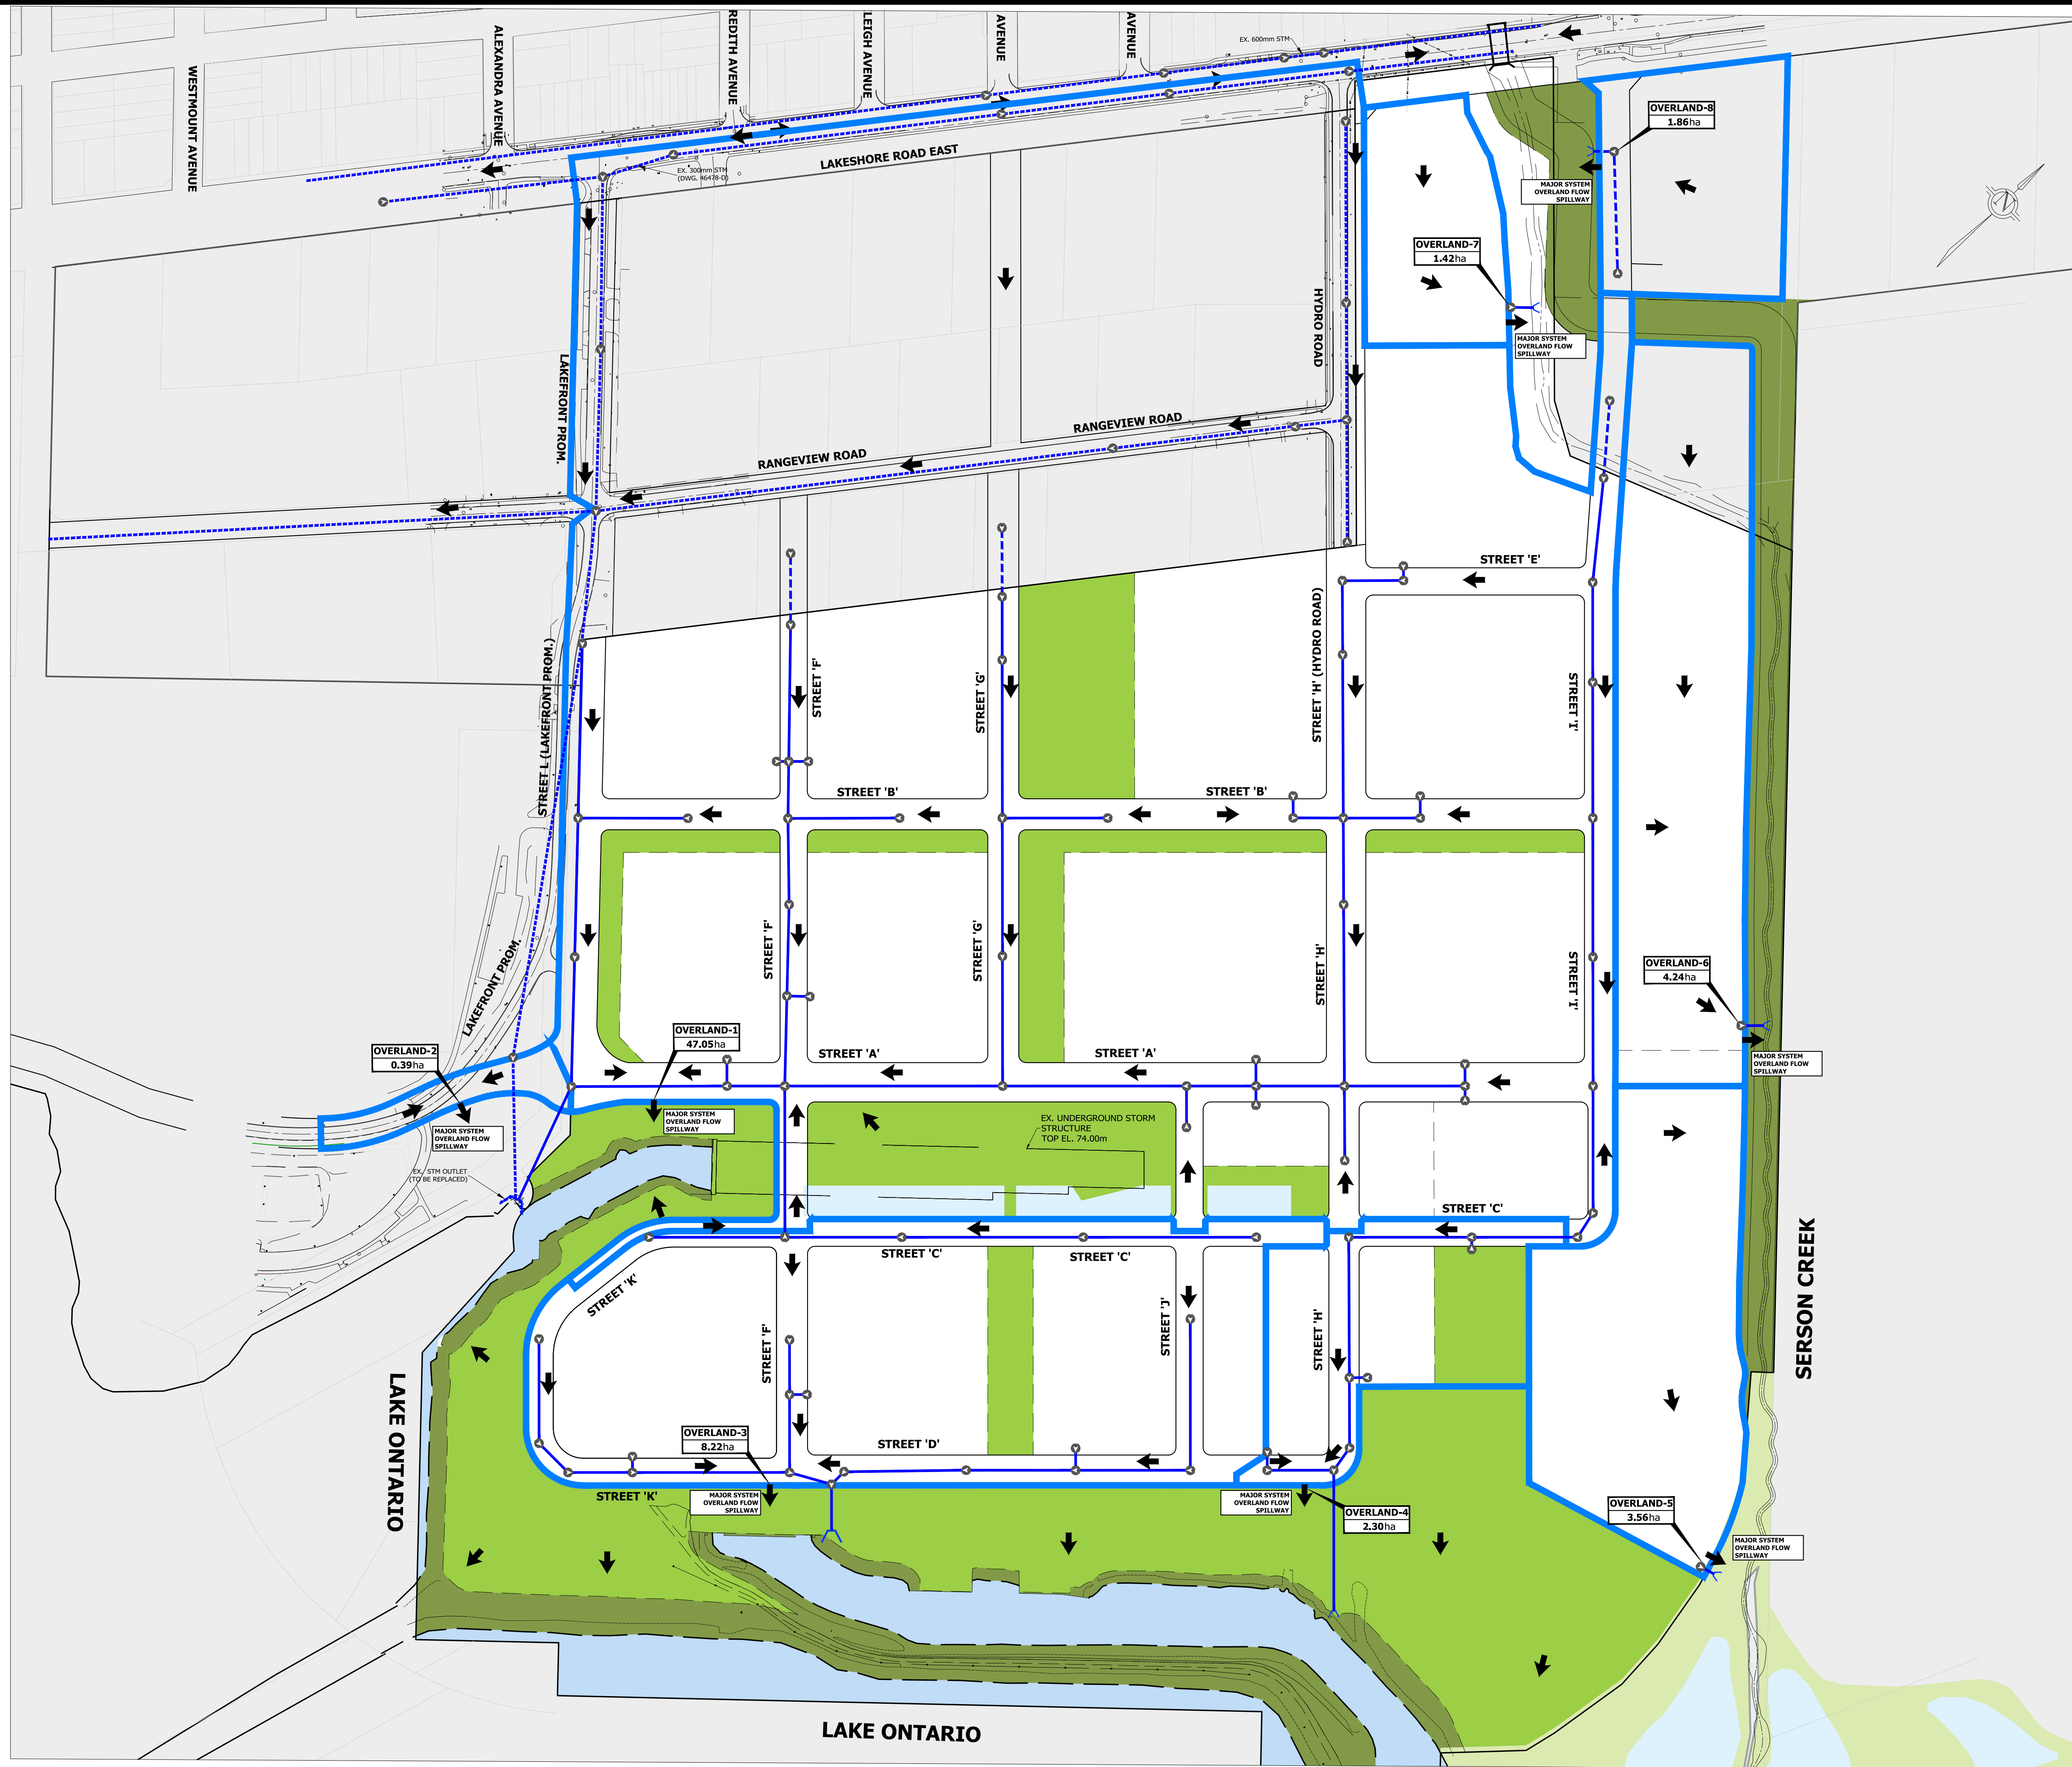 WESTMOUNT AVENUE
ALEXANDRA AVENUE
REDITH AVENUE
LEIGH AVENUE
AVENUE
AVENUE
EX. 600mm STM
EX. 300mm STM
(DWG. 46478-D)
LAKESHORE ROAD EAST
OVERLAND-8
1.86ha
MAJOR SYSTEM
OVERLAND FLOW
SPILLWAY
OVERLAND-7
1.42ha
MAJOR SYSTEM
OVERLAND FLOW
SPILLWAY
N
LAKEFRONT PROM.
HYDRO ROAD
RANGEVIEW ROAD
RANGEVIEW ROAD
STREET 'E'
STREET L (LAKEFRONT PROM.)
STREET 'F'
STREET 'G'
STREET 'H' (HYDRO ROAD)
STREET 'I'
STREET 'B'
STREET 'B'
LAKEFRONT PROM.
STREET 'F'
STREET 'G'
STREET 'H'
STREET 'I'
OVERLAND-6
4.24ha
MAJOR SYSTEM
OVERLAND FLOW
SPILLWAY
OVERLAND-1
47.05ha
OVERLAND-2
0.39ha
STREET 'A'
STREET 'A'
MAJOR SYSTEM
OVERLAND FLOW
SPILLWAY
MAJOR SYSTEM
OVERLAND FLOW
SPILLWAY
EX. UNDERGROUND STORM
STRUCTURE
TOP EL. 74.00m
EX. STM OUTLET
(TO BE REPLACED)
STREET 'C'
STREET 'C'
STREET 'C'
STREET 'K'
STREET 'F'
STREET 'J'
STREET 'H'
SERSON CREEK
LAKE ONTARIO
OVERLAND-3
8.22ha
STREET 'D'
STREET 'K'
MAJOR SYSTEM
OVERLAND FLOW
SPILLWAY
MAJOR SYSTEM
OVERLAND FLOW
SPILLWAY
OVERLAND-4
2.30ha
OVERLAND-5
3.56ha
MAJOR SYSTEM
OVERLAND FLOW
SPILLWAY
LAKE ONTARIO